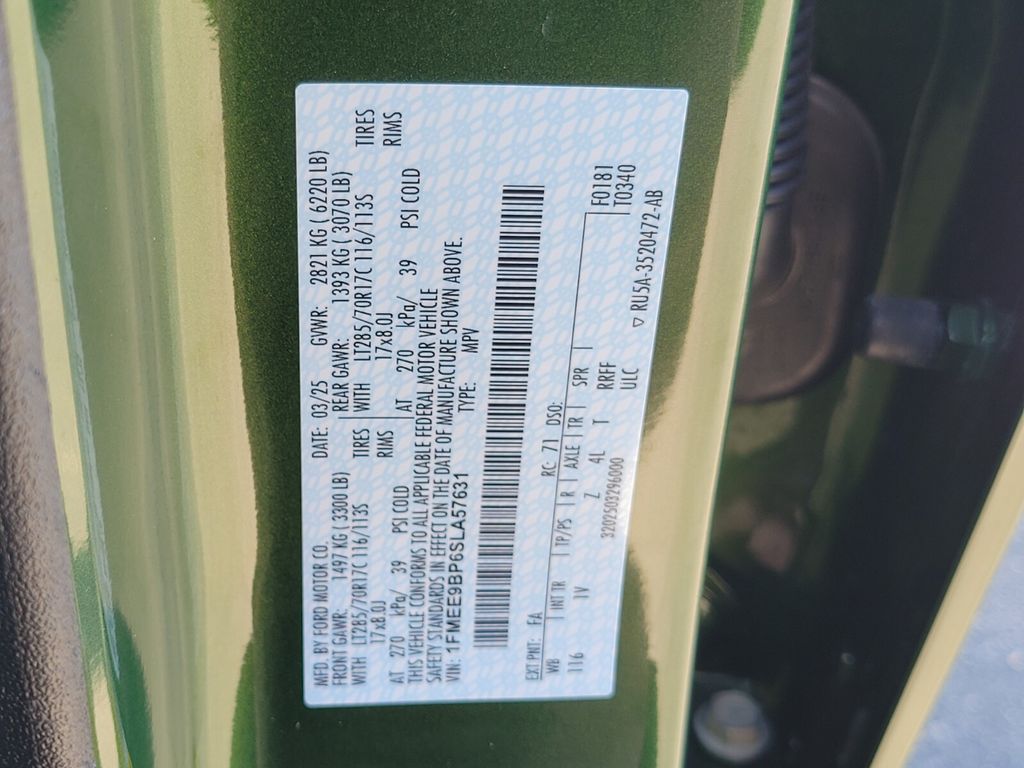 MFD. BY FORD MOTOR CO.
DATE: 03/25 GVWR: 2821 KG ( 6220 LB)
FRONT GAWR: 1497 KG ( 3300 LB) REAR GAWR: 1393 KG ( 3070 LB)
WITH LT285/70R17C 116/113S TIRES WITH LT285/70R17C 116/113S TIRES
17x8.0J RIMS 17x8.0J RIMS
AT 270 kPa/ 39 PSI COLD AT 270 kPa/ 39 PSI COLD
THIS VEHICLE CONFORMS TO ALL APPLICABLE FEDERAL MOTOR VEHICLE
SAFETY STANDARDS IN EFFECT ON THE DATE OF MANUFACTURE SHOWN ABOVE.
VIN: 1FMEE9BP6SLA57631 TYPE: MPV
EXT PNT: FA RC: 71 DSO: F0181
WB INT TR TP/PS R AXLE TR SPR T0340
116 IV Z 4L T RRFF
3202503296000 ULC
RU5A-3520472-AB